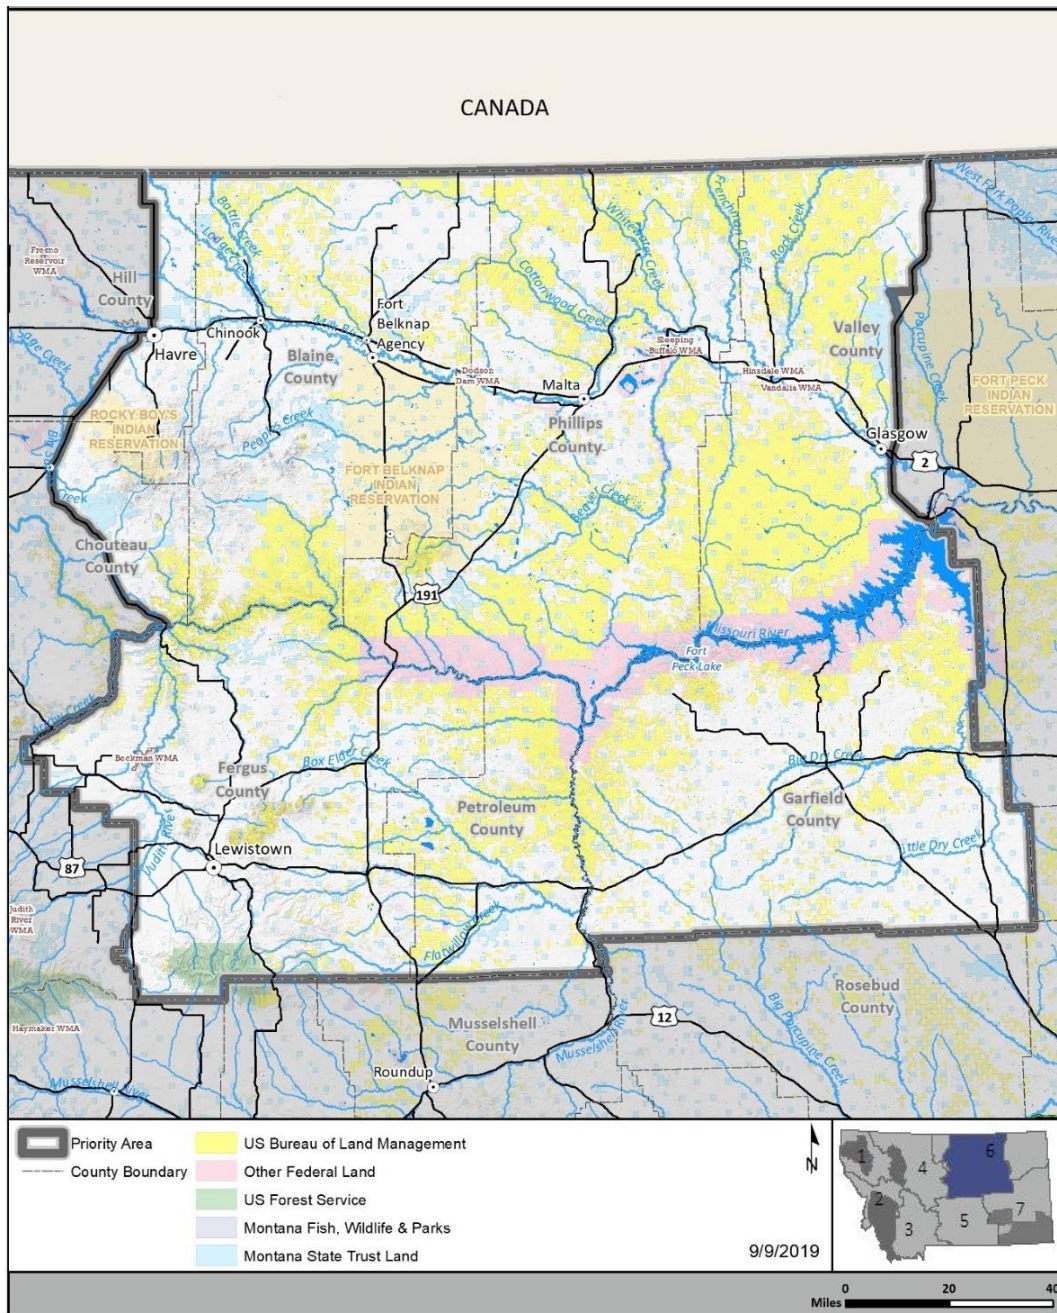 CANADA
West Fork Poplar River
Battle Creek
Lodge Creek
Whitewater Creek
Frenchman Creek
Rock Creek
Fresno
Reservoir
WMA
Hill
County
Cottonwood Creek
Fort
Belknap
Agency
Chinook
Milk River
Havre
Sage Creek
Blaine
County
Valley
County
Porcupine Creek
Sleeping
Buffalo WMA
Dodson
Dam WMA
Hinsdale WMA
Vandalia WMA
Malta
FORT PECK
INDIAN
RESERVATION
ROCKY BOY'S
INDIAN
RESERVATION
Peoples Creek
Phillips
County
Glasgow
2
Big Sandy
Creek
FORT BELKNAP
INDIAN
RESERVATION
Beaver Creek
Chouteau
County
191
Missouri River
Fort
Peck Lake
Creek
Beckman WMA
Fergus
County
Box Elder Creek
Big Dry Creek
Petroleum
County
Garfield
County
Judith River
Lewistown
Little Dry Creek
87
Judith
River
WMA
Flatwillow Creek
Rosebud
County
Haymaker WMA
Musselshell
County
12
Big Porcupine Creek
Musselshell River
Roundup
Musselshell River
Priority Area
County Boundary
US Bureau of Land Management
Other Federal Land
US Forest Service
Montana Fish, Wildlife & Parks
Montana State Trust Land
N
9/9/2019
1
2
3
4
5
6
7
0 20 40
Miles